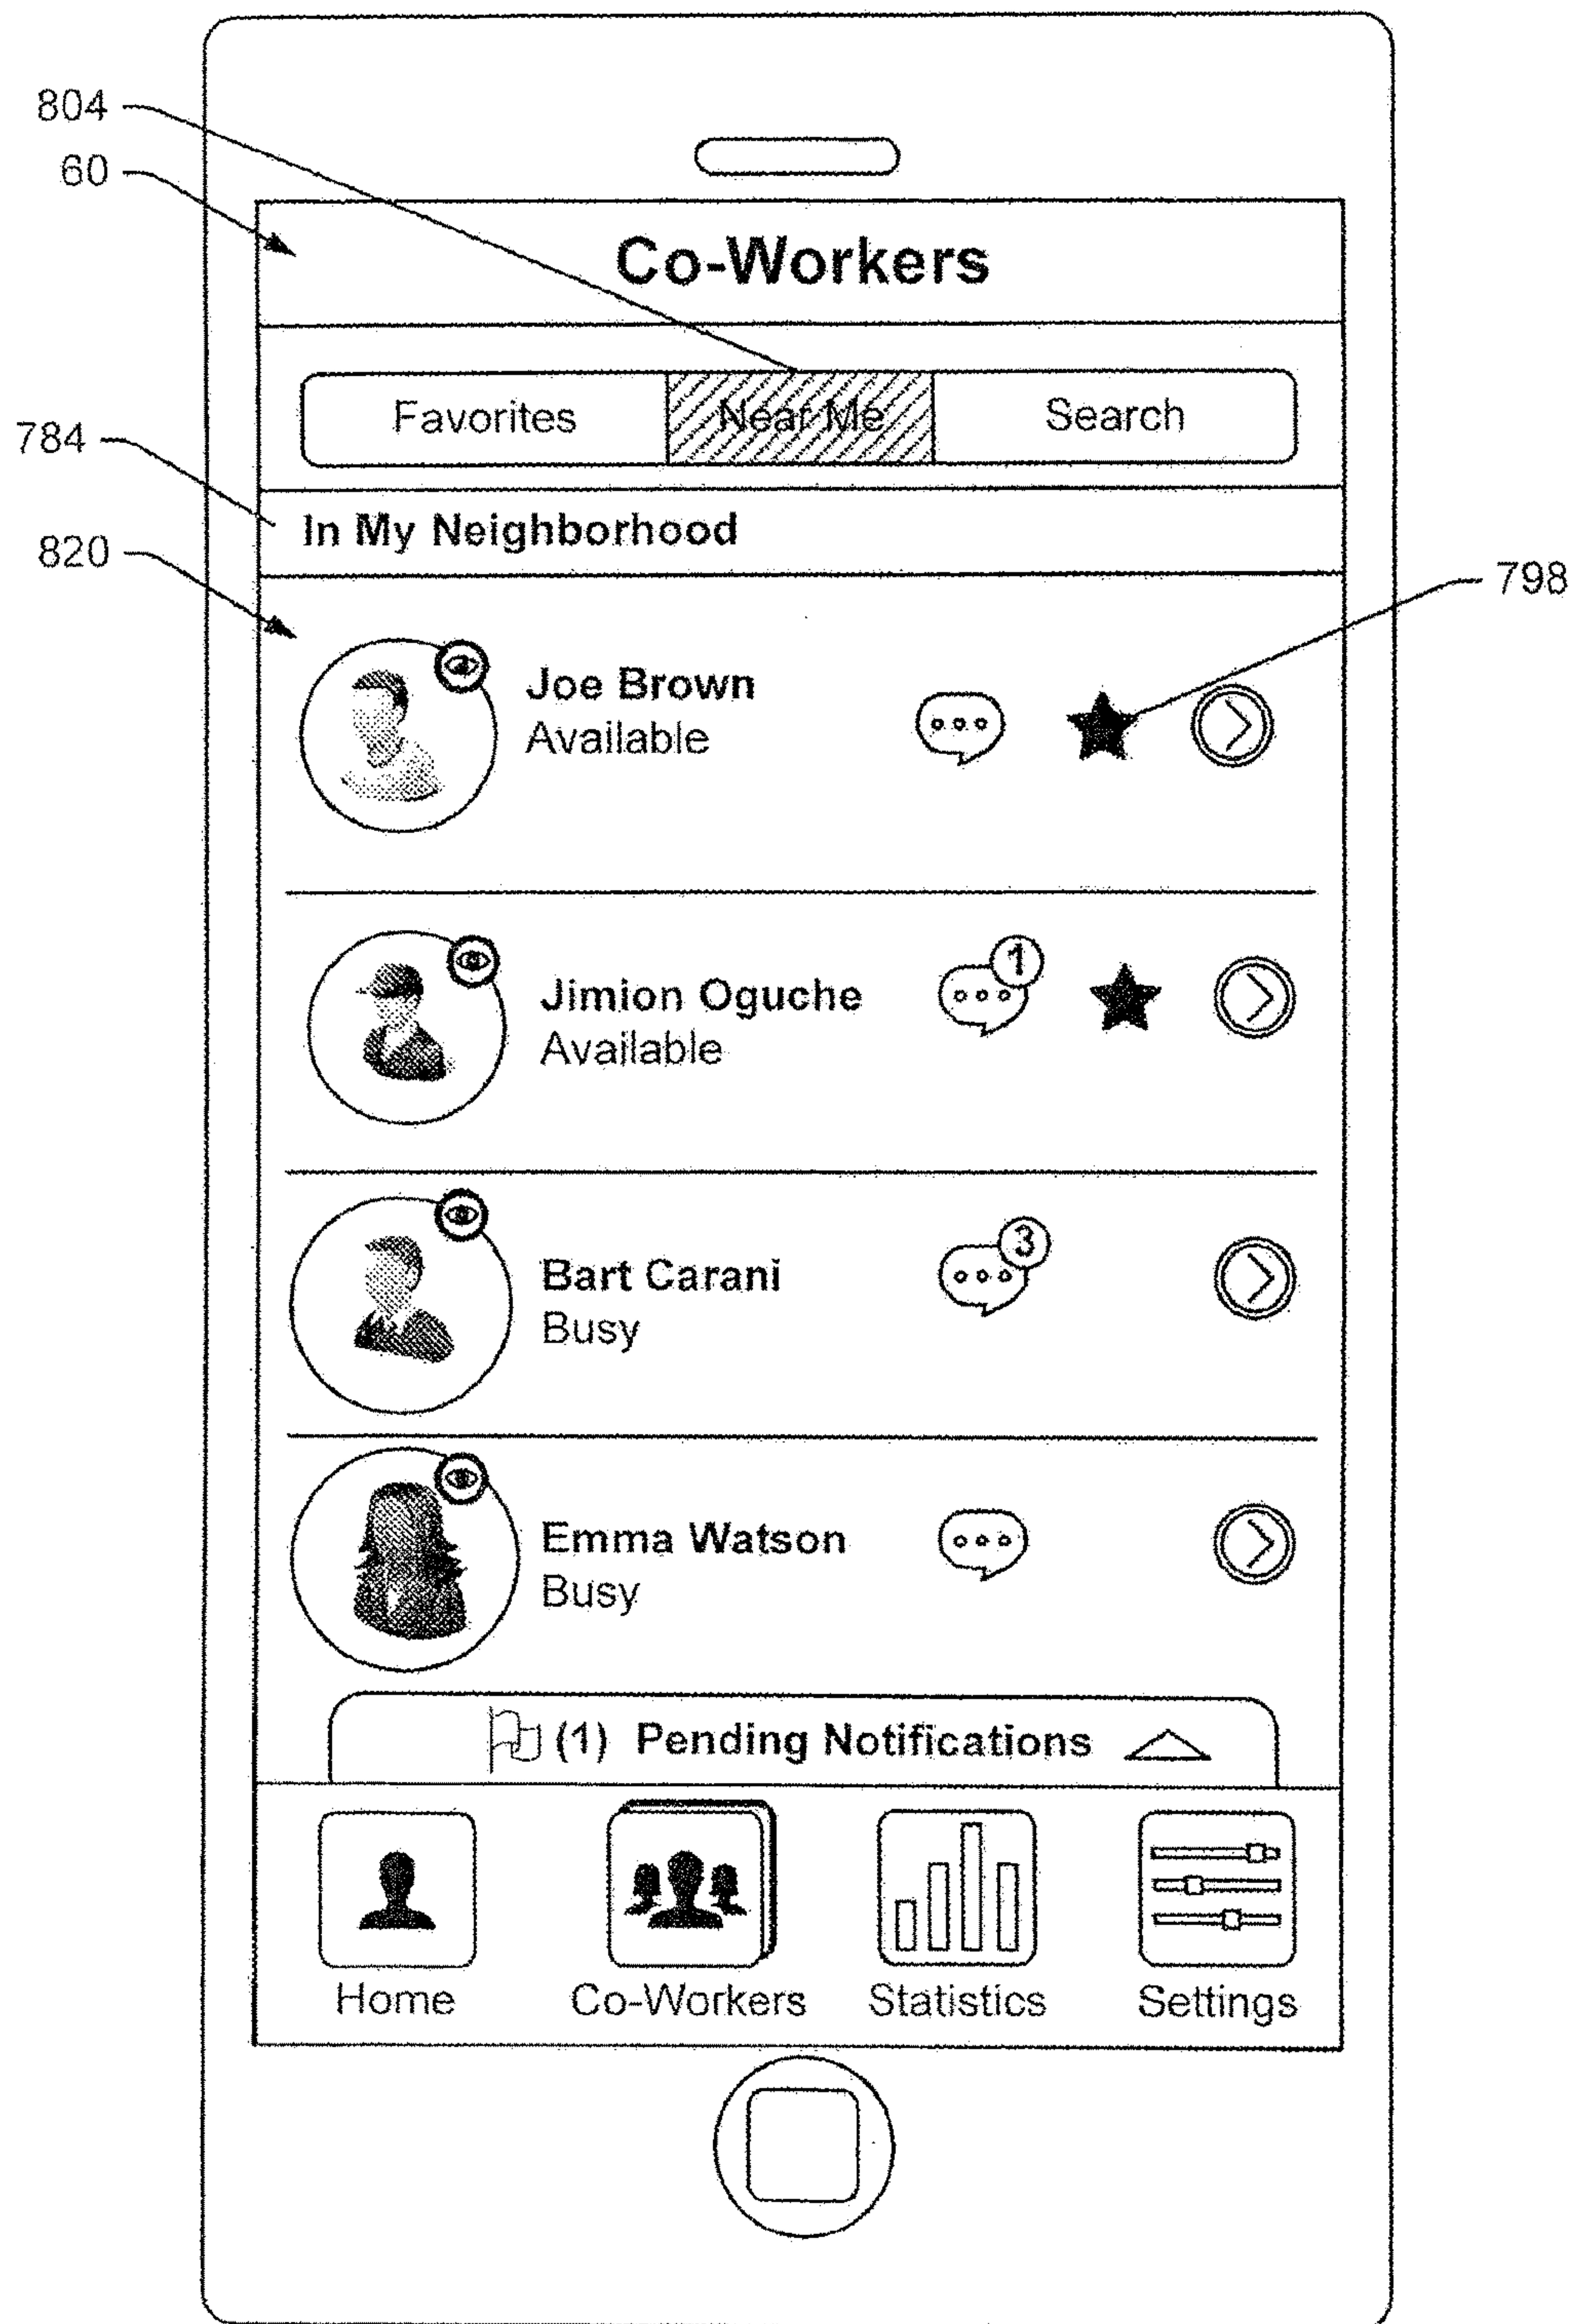 804
60
Co-Workers
Favorites Near Me Search
784
In My Neighborhood
820
798
Joe Brown
Available
1
Jimion Oguche
Available
3
Bart Carani
Busy
Emma Watson
Busy
(1) Pending Notifications
Home Co-Workers Statistics Settings